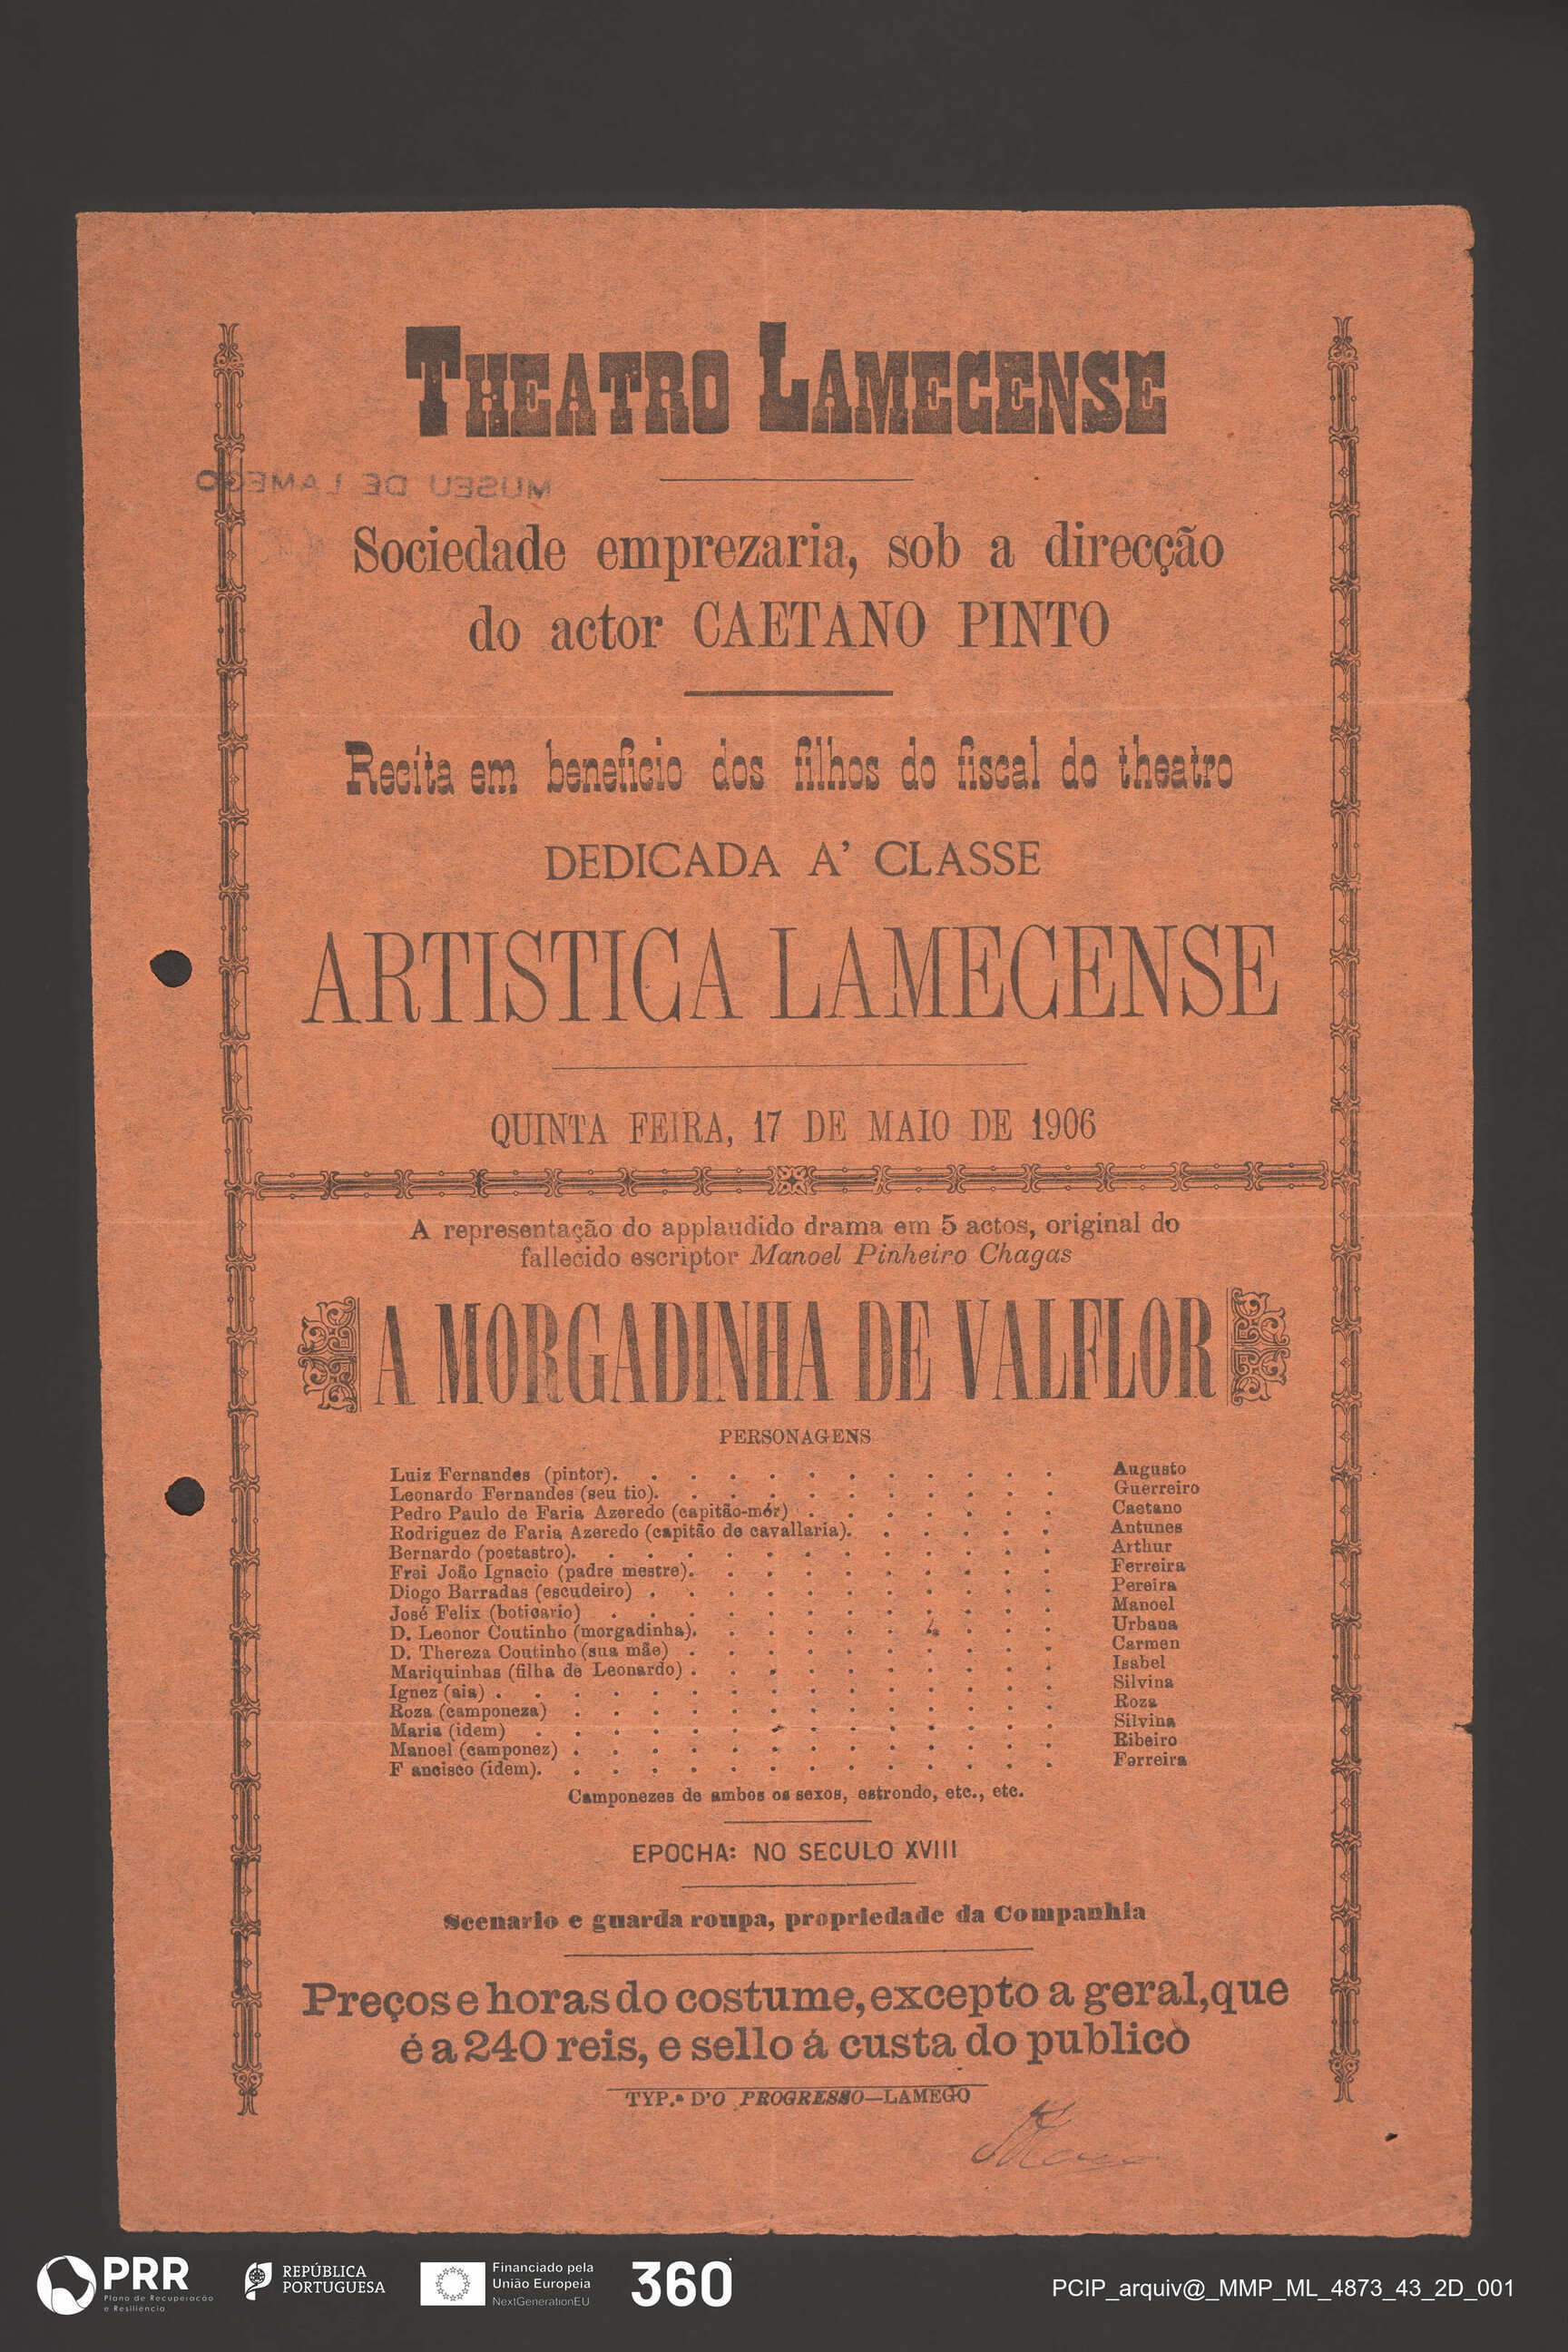 THEATRO LAMECENSE
MUSEU DE LAMEGO
Sociedade emprezaria, sob a direcção
do actor CAETANO PINTO
Recita em beneficio dos filhos do fiscal do theatro
DEDICADA A' CLASSE
ARTISTICA LAMECENSE
QUINTA FEIRA, 17 DE MAIO DE 1906
A representação do applaudido drama em 5 actos, original do
fallecido escriptor Manoel Pinheiro Chagas
A MORGADINHA DE VALFLOR
PERSONAGENS
Luiz Fernandes (pintor). . . . . . . . . . . . Augusto
Leonardo Fernandes (seu tio). . . . . . . . . . . Guerreiro
Pedro Paulo de Faria Azeredo (capitão-mór) . . . . . . . Caetano
Rodriguez de Faria Azeredo (capitão de cavallaria). . . . . . Antunes
Bernardo (poetastro). . . . . . . . . . . . . Arthur
Frei João Ignacio (padre mestre). . . . . . . . . . Ferreira
Diogo Barradas (escudeiro) . . . . . . . . . . . Pereira
José Felix (boticario) . . . . . . . . . . . . Manoel
D. Leonor Coutinho (morgadinha). . . . . . . . . . Urbana
D. Thereza Coutinho (sua mãe) . . . . . . . . . . Carmen
Mariquinhas (filha de Leonardo) . . . . . . . . . . Isabel
Ignez (aia) . . . . . . . . . . . . . . . Silvina
Roza (camponeza) . . . . . . . . . . . . . Roza
Maria (idem) . . . . . . . . . . . . . . Silvina
Manoel (camponez) . . . . . . . . . . . . . Ribeiro
F ancisco (idem). . . . . . . . . . . . . . Ferreira
Camponezes de ambos os sexos, estrondo, etc., etc.
EPOCHA: NO SECULO XVIII
Scenario e guarda roupa, propriedade da Companhia
Preços e horas do costume, excepto a geral, que
é a 240 reis, e sello á custa do publico
TYP.ª D'O PROGRESSO—LAMEGO
PRR
Plano de Recuperação
e Resiliência
REPÚBLICA
PORTUGUESA
Financiado pela
União Europeia
NextGenerationEU
360
PCIP_arquiv@_MMP_ML_4873_43_2D_001